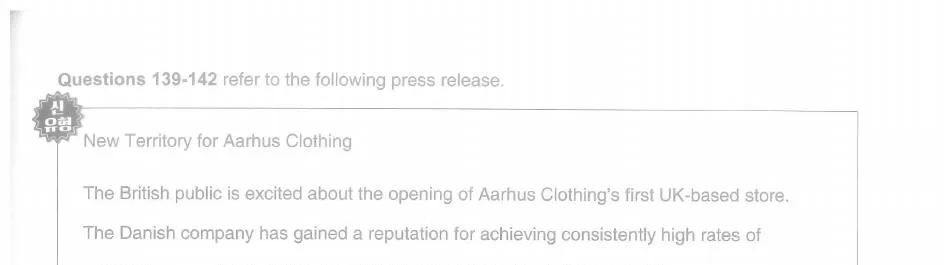 Questions 139-142 refer to the following press release.
신
유형
New Territory for Aarhus Clothing
The British public is excited about the opening of Aarhus Clothing's first UK-based store.
The Danish company has gained a reputation for achieving consistently high rates of